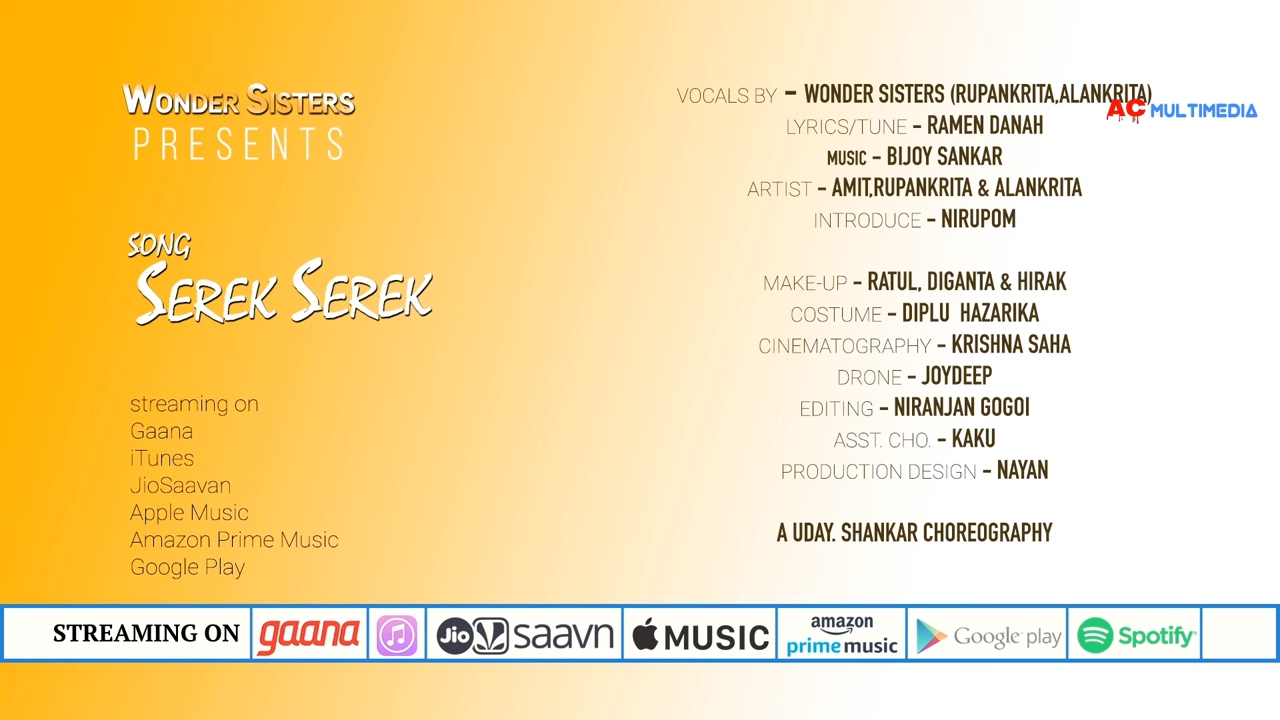 WONDER SISTERS
PRESENTS
SONG
SEREK SEREK
streaming on
Gaana
iTunes
JioSaavan
Apple Music
Amazon Prime Music
Google Play
VOCALS BY - WONDER SISTERS (RUPANKRITA,ALANKRITA)
AC MULTIMEDIA
LYRICS/TUNE - RAMEN DANAH
MUSIC - BIJOY SANKAR
ARTIST - AMIT,RUPANKRITA & ALANKRITA
INTRODUCE - NIRUPOM
MAKE-UP - RATUL, DIGANTA & HIRAK
COSTUME - DIPLU HAZARIKA
CINEMATOGRAPHY - KRISHNA SAHA
DRONE - JOYDEEP
EDITING - NIRANJAN GOGOI
ASST. CHO. - KAKU
PRODUCTION DESIGN - NAYAN
A UDAY. SHANKAR CHOREOGRAPHY
STREAMING ON gaana Jio saavn MUSIC amazon prime music Google play Spotify